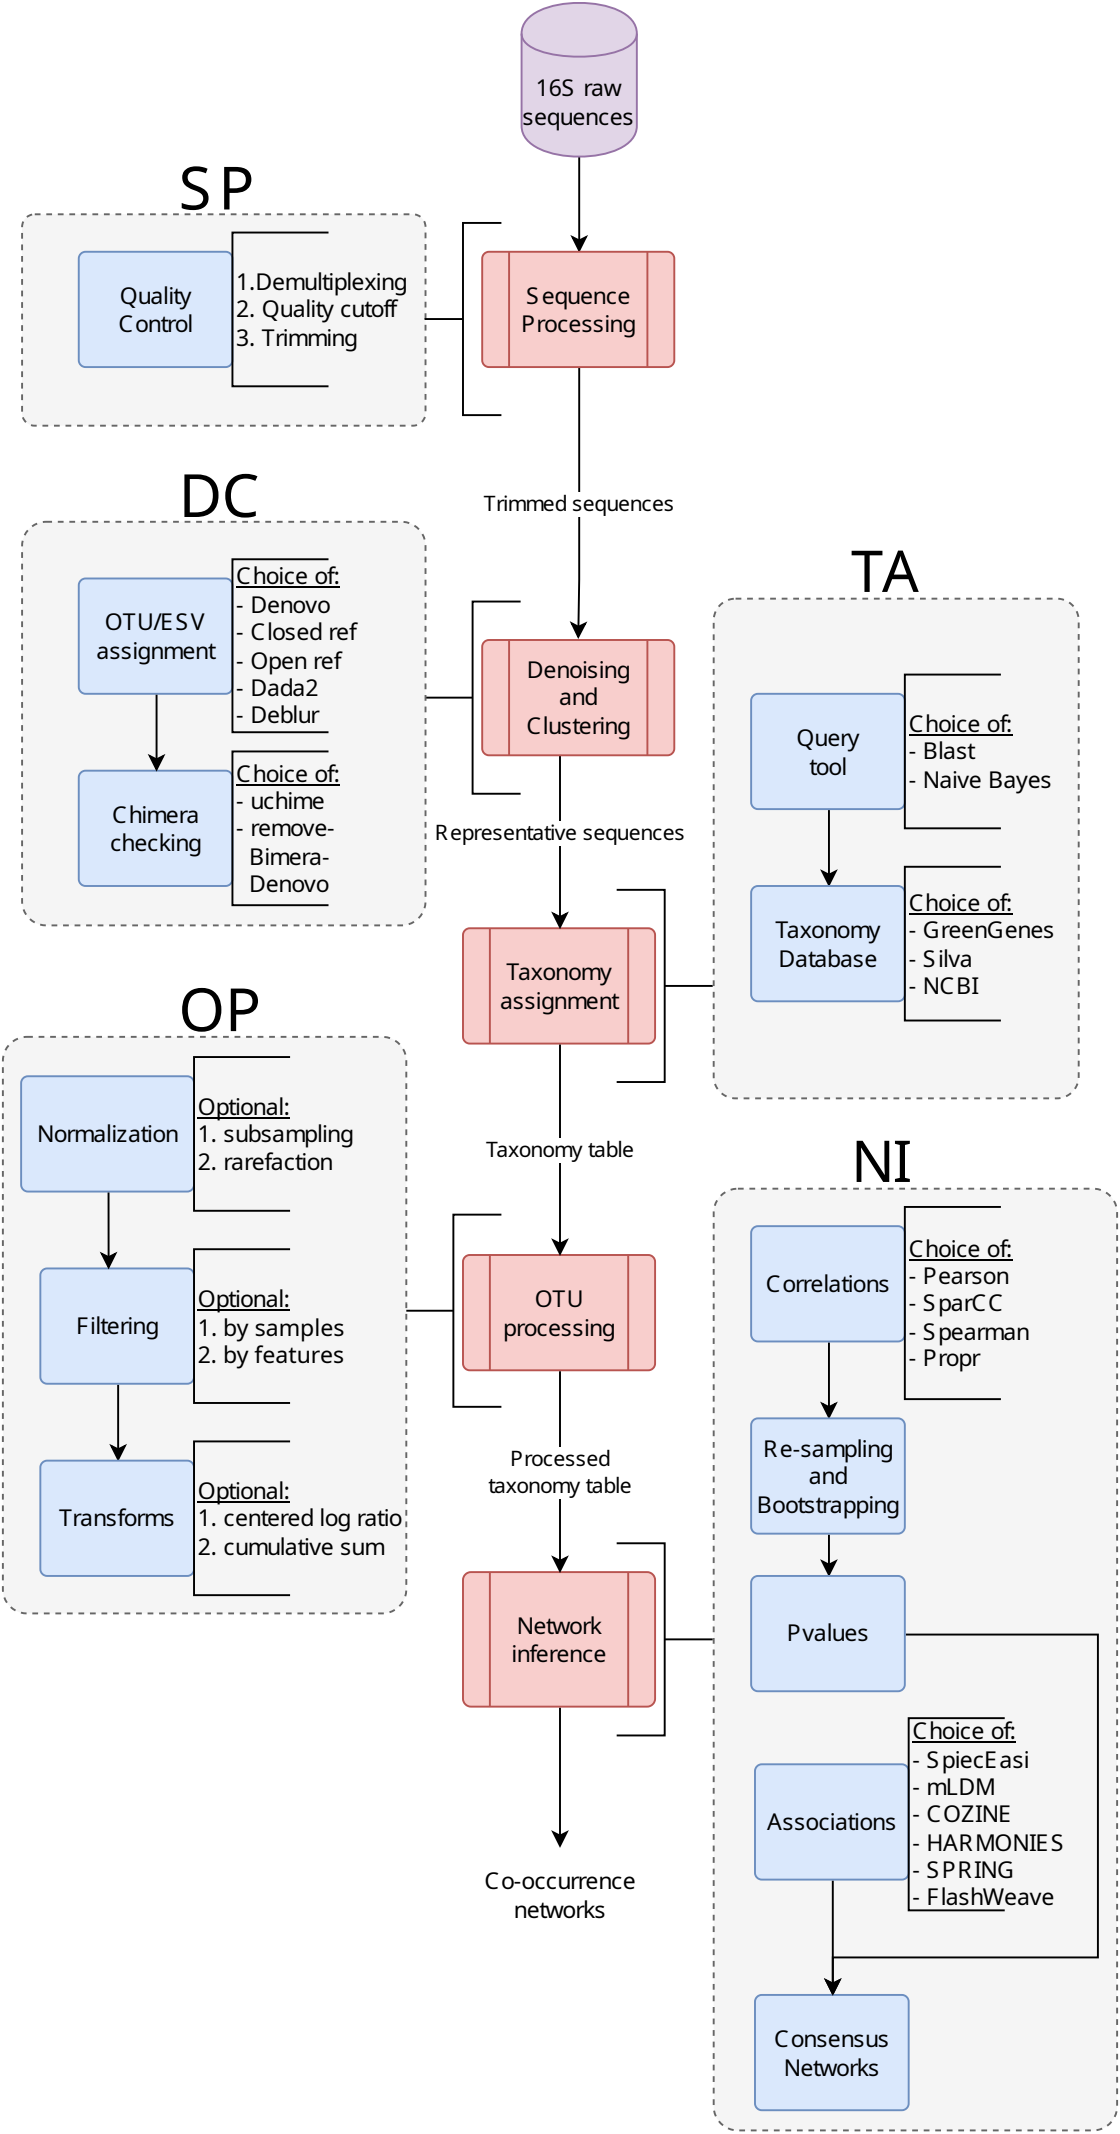 16S raw
sequences
SP
Quality
Control
1.Demultiplexing
2. Quality cutoff
3. Trimming
Sequence
Processing
Trimmed sequences
DC
OTU/ESV
assignment
Choice of:
- Denovo
- Closed ref
- Open ref
- Dada2
- Deblur
Chimera
checking
Choice of:
- uchime
- remove-
Bimera-
Denovo
Denoising
and
Clustering
Representative sequences
TA
Query
tool
Choice of:
- Blast
- Naive Bayes
Taxonomy
Database
Choice of:
- GreenGenes
- Silva
- NCBI
Taxonomy
assignment
Taxonomy table
OP
Normalization
Optional:
1. subsampling
2. rarefaction
Filtering
Optional:
1. by samples
2. by features
Transforms
Optional:
1. centered log ratio
2. cumulative sum
OTU
processing
Processed
taxonomy table
NI
Correlations
Choice of:
- Pearson
- SparCC
- Spearman
- Propr
Re-sampling
and
Bootstrapping
Pvalues
Network
inference
Associations
Choice of:
- SpiecEasi
- mLDM
- COZINE
- HARMONIES
- SPRING
- FlashWeave
Co-occurrence
networks
Consensus
Networks